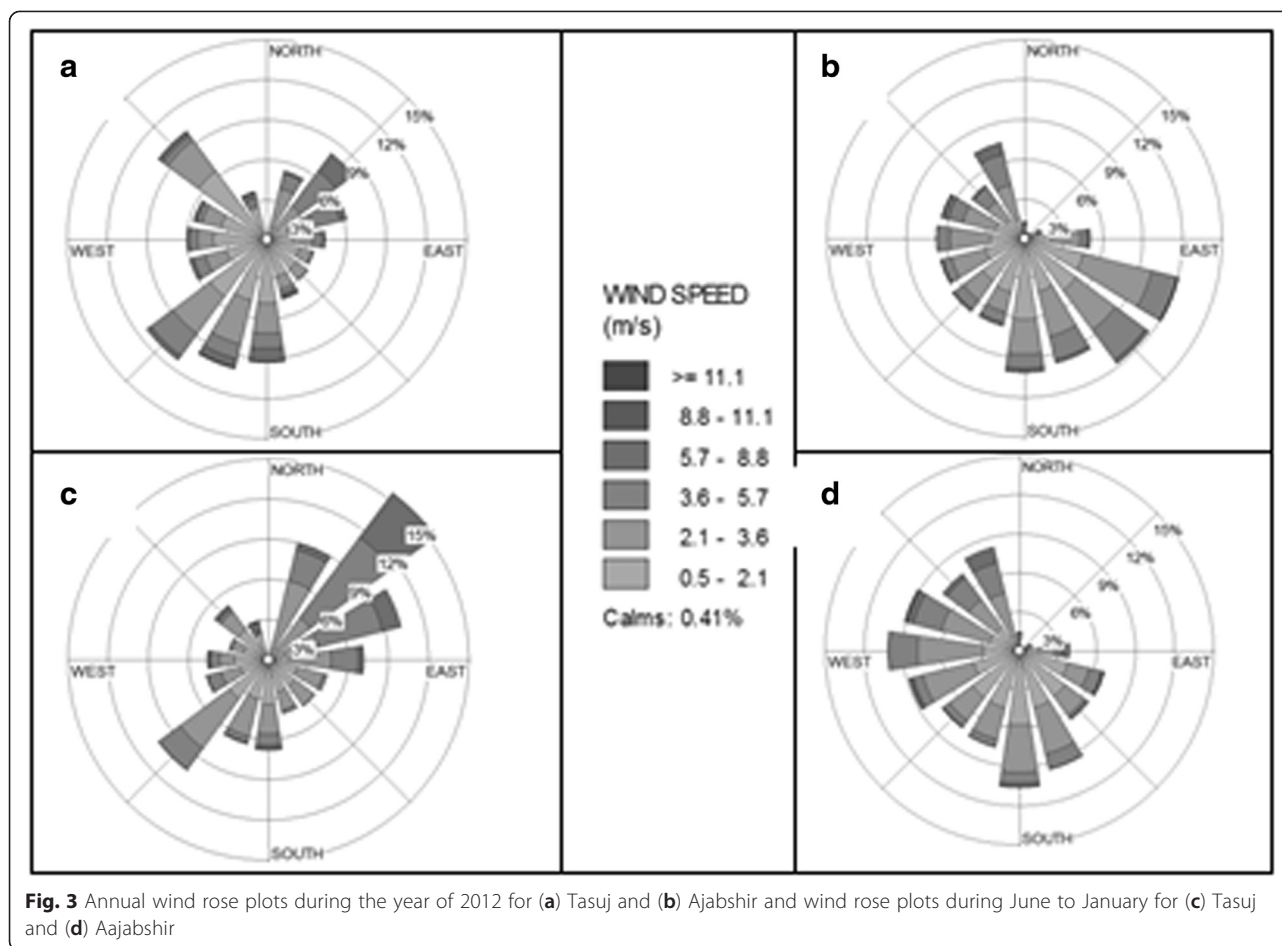 a
NORTH
15%
12%
9%
6%
3%
WEST
EAST
SOUTH
WIND SPEED
(m/s)
>= 11.1
8.8 - 11.1
5.7 - 8.8
3.6 - 5.7
2.1 - 3.6
0.5 - 2.1
Calms: 0.41%
b
NORTH
15%
12%
9%
6%
3%
WEST
EAST
SOUTH
c
NORTH
15%
12%
9%
6%
3%
WEST
EAST
SOUTH
d
NORTH
15%
12%
9%
6%
3%
WEST
EAST
SOUTH
Fig. 3 Annual wind rose plots during the year of 2012 for (a) Tasuj and (b) Ajabshir and wind rose plots during June to January for (c) Tasuj
and (d) Aajabshir